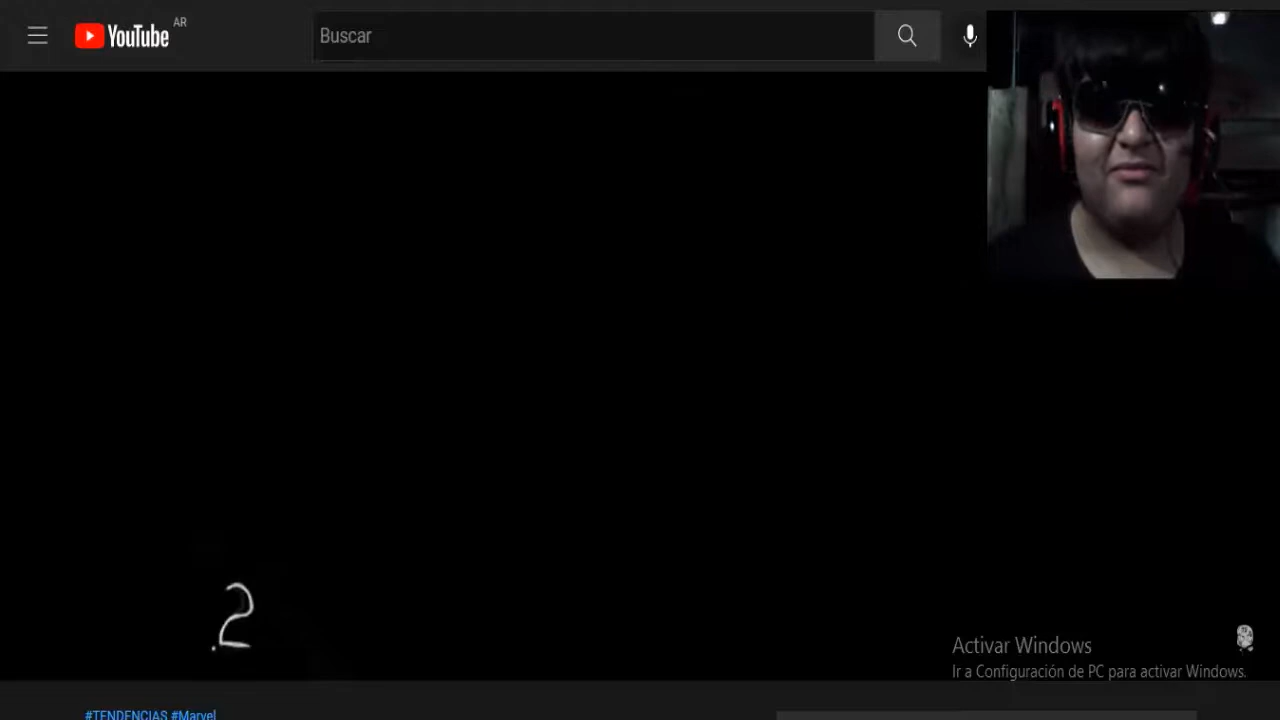 YouTube AR
Buscar
.2
Activar Windows
Ir a Configuración de PC para activar Windows.
#TENDENCIAS #Marvel